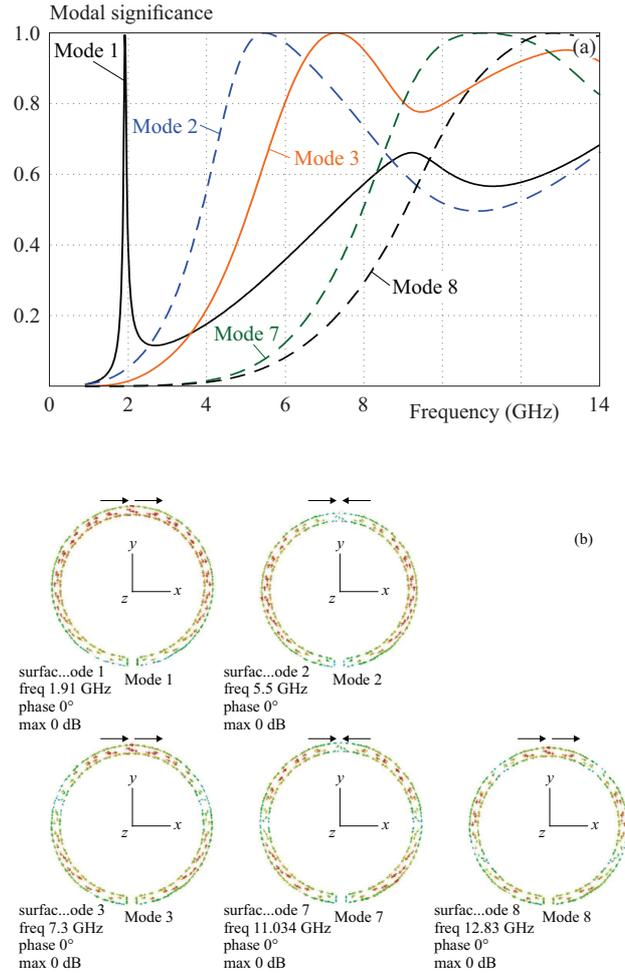 Modal significance
1.0
(a)
Mode 1
0.8
Mode 2
Mode 3
0.6
0.4
Mode 8
0.2
Mode 7
0 2 4 6 8 Frequency (GHz) 14
(b)
y
y
z x
z x
surfac...ode 1
freq 1.91 GHz
phase 0°
max 0 dB
Mode 1
surfac...ode 2
freq 5.5 GHz
phase 0°
max 0 dB
Mode 2
y
y
y
z x
z x
z x
surfac...ode 3
freq 7.3 GHz
phase 0°
max 0 dB
Mode 3
surfac...ode 7
freq 11.034 GHz
phase 0°
max 0 dB
Mode 7
surfac...ode 8
freq 12.83 GHz
phase 0°
max 0 dB
Mode 8